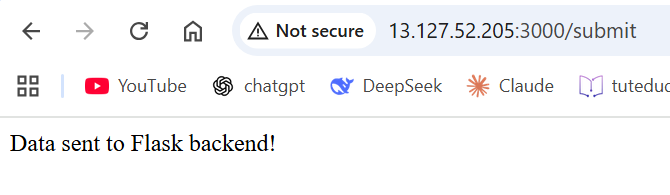 Not secure 13.127.52.205:3000/submit
YouTube chatgpt DeepSeek Claude tuteduc
Data sent to Flask backend!